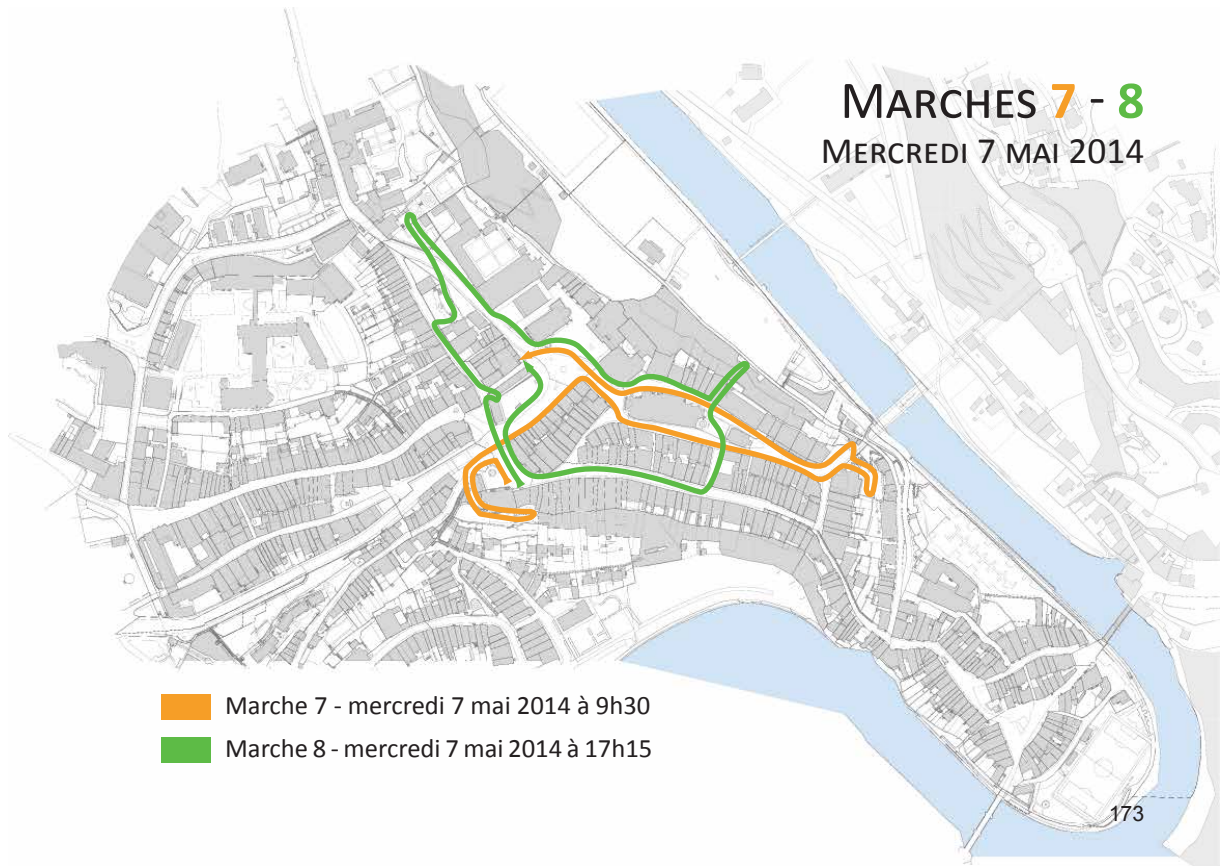 MARCHES 7 - 8
MERCREDI 7 MAI 2014
Marche 7 - mercredi 7 mai 2014 à 9h30
Marche 8 - mercredi 7 mai 2014 à 17h15
173